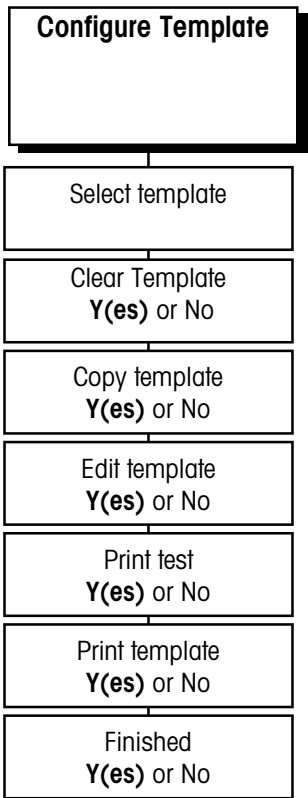 Configure Template
Select template
Clear Template
Y(es) or No
Copy template
Y(es) or No
Edit template
Y(es) or No
Print test
Y(es) or No
Print template
Y(es) or No
Finished
Y(es) or No